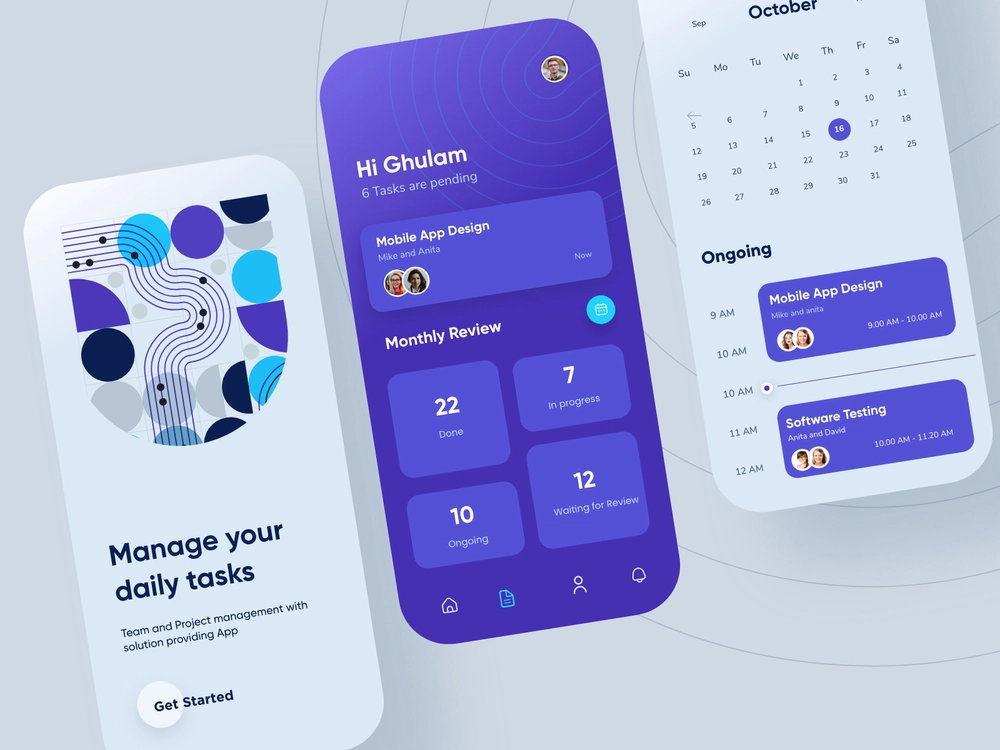 Manage your
daily tasks
Team and Project management with
solution providing App
Get Started
Hi Ghulam
6 Tasks are pending
Mobile App Design
Mike and Anita
Now
Monthly Review
22
Done
7
In progress
10
Ongoing
12
Waiting for Review
Sep
October
Su Mo Tu We Th Fr Sa
1 2 3 4
5 6 7 8 9 10 11
12 13 14 15 16 17 18
19 20 21 22 23 24 25
26 27 28 29 30 31
Ongoing
9 AM
Mobile App Design
Mike and anita
9.00 AM - 10.00 AM
10 AM
10 AM
11 AM
Software Testing
Anita and David
10.00 AM - 11.20 AM
12 AM